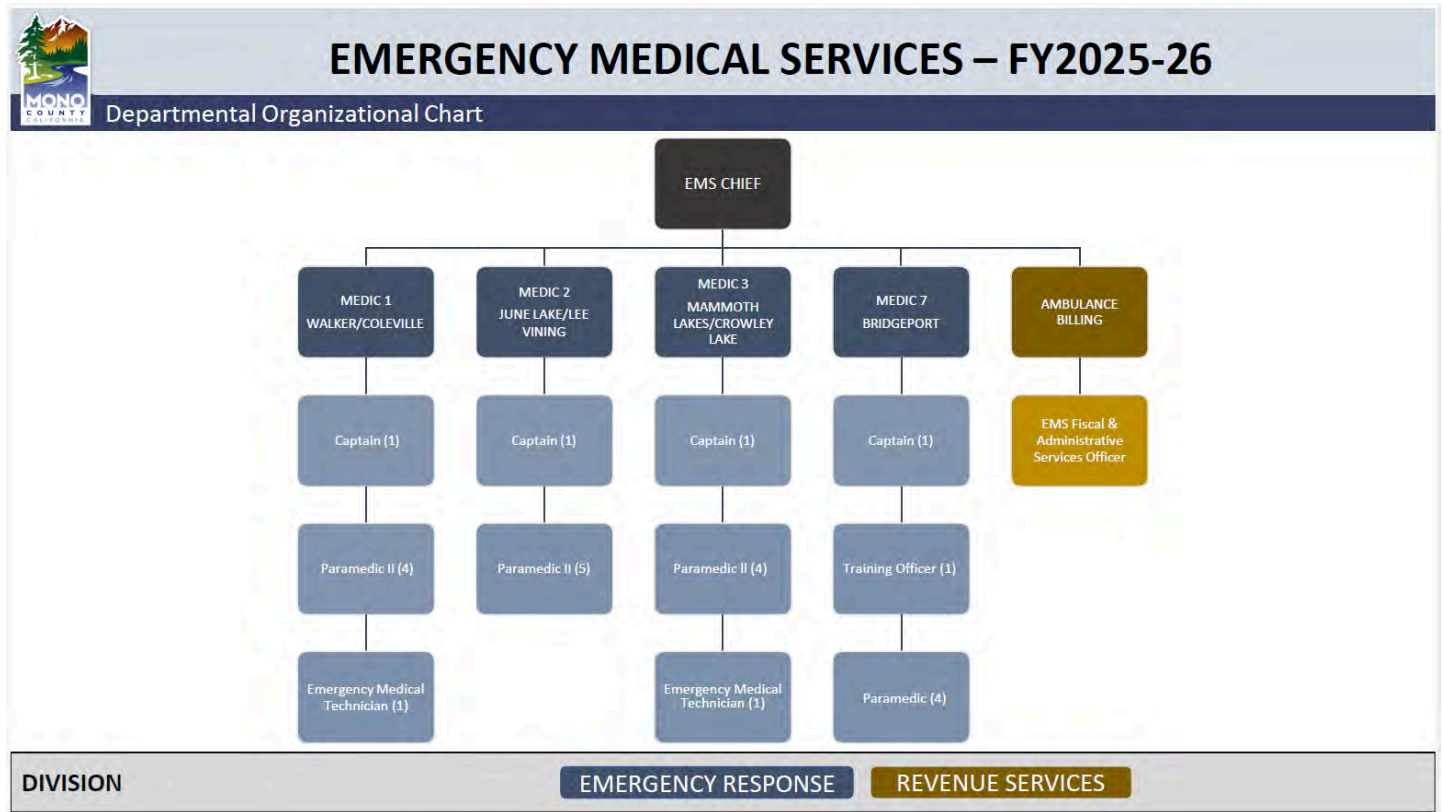 EMERGENCY MEDICAL SERVICES – FY2025-26
MONO
COUNTY
CALIFORNIA
Departmental Organizational Chart
EMS CHIEF
MEDIC 1
WALKER/COLEVILLE
MEDIC 2
JUNE LAKE/LEE
VINING
MEDIC 3
MAMMOTH
LAKES/CROWLEY
LAKE
MEDIC 7
BRIDGEPORT
AMBULANCE
BILLING
Captain (1)
Captain (1)
Captain (1)
Captain (1)
EMS Fiscal &
Administrative
Services Officer
Paramedic II (4)
Paramedic II (5)
Paramedic ll (4)
Training Officer (1)
Emergency Medical
Technician (1)
Emergency Medical
Technician (1)
Paramedic (4)
DIVISION
EMERGENCY RESPONSE
REVENUE SERVICES